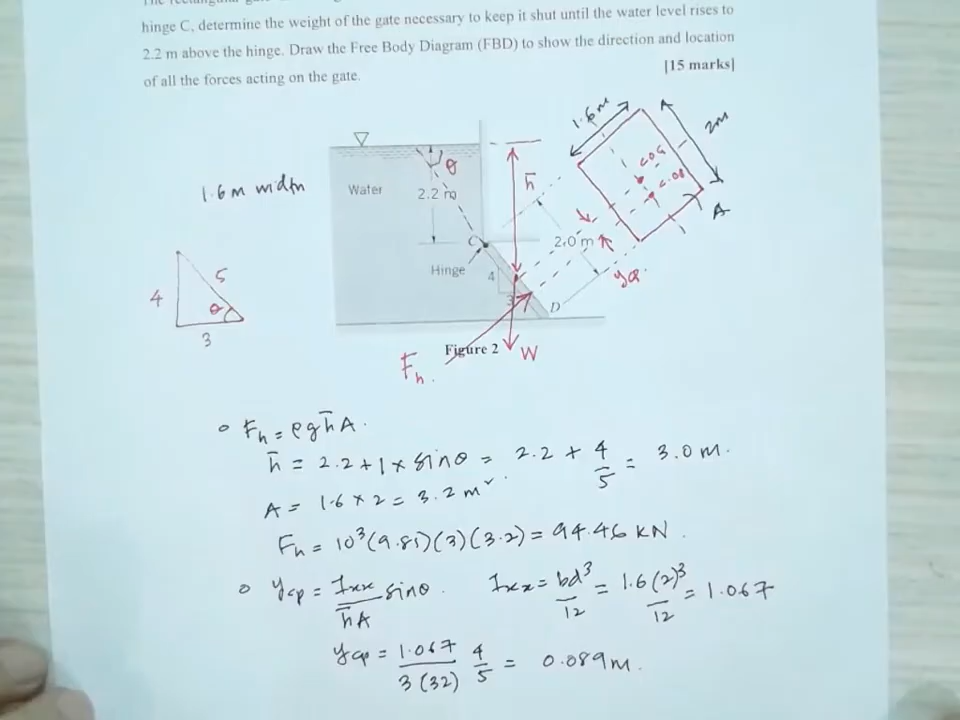 hinge C, determine the weight of the gate necessary to keep it shut until the water level rises to
2.2 m above the hinge. Draw the Free Body Diagram (FBD) to show the direction and location
of all the forces acting on the gate.
[15 marks]
1.6 m width
Water
2.2 m
θ
h̄
C
Hinge
4
3
D
2.0 m
W
Fh.
Figure 2
1.6m
A
2m
A
C.O.G
C.O.P
ycp.
4
5
θ
3
Fh = ρgh̄A.
h̄ = 2.2+1×sinθ = 2.2 + 4/5 = 3.0 m.
A = 1.6 × 2 = 3.2 m²
Fh = 10³(9.81)(3)(3.2) = 94.46 KN.
ycp = Ixx/h̄A sinθ. Ixx = bd³/12 = 1.6(2)³/12 = 1.067
ycp = 1.067/3(32) 4/5 = 0.089m.